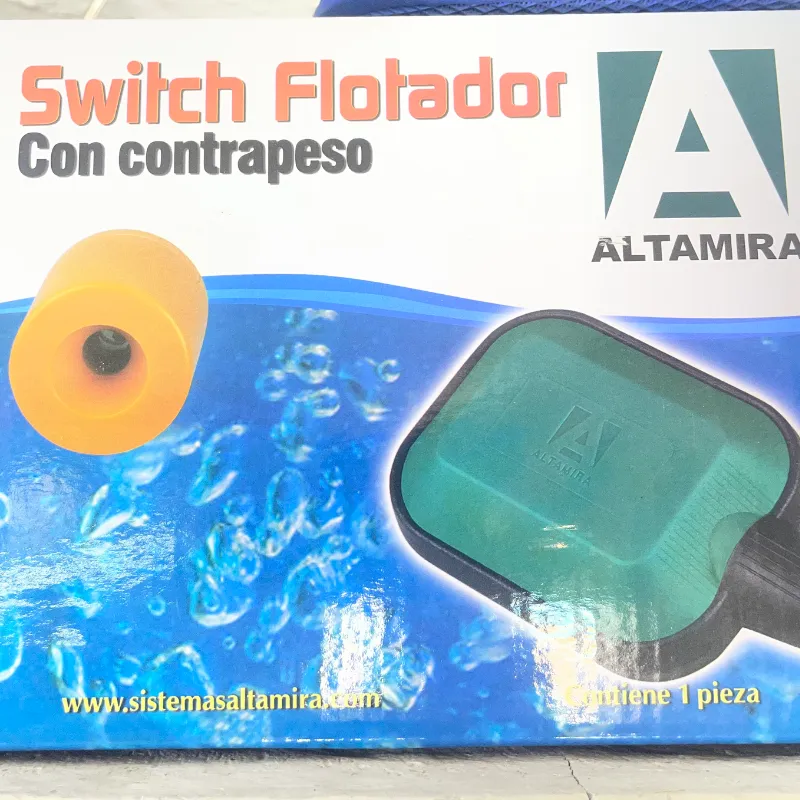 Switch Flotador
Con contrapeso
ALTAMIRA
ALTAMIRA
www.sistemasaltamira.com
Contiene 1 pieza